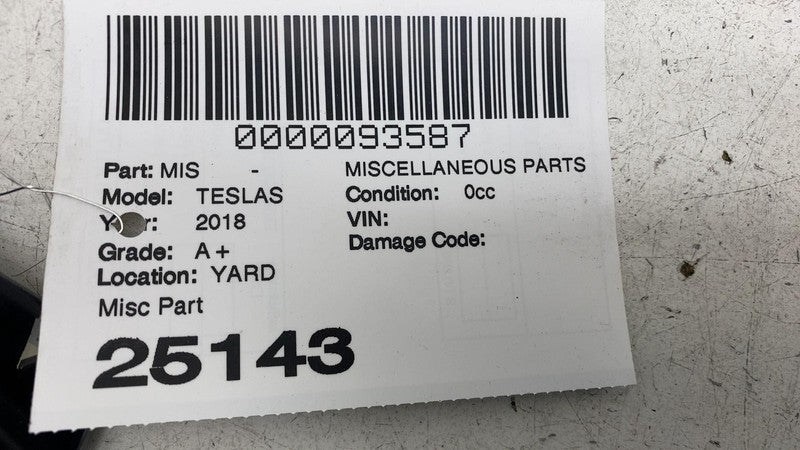 0000093587
Part: MIS - MISCELLANEOUS PARTS
Model: TESLAS Condition: 0cc
2018 VIN:
Grade: A+ Damage Code:
Location: YARD
Misc Part
25143